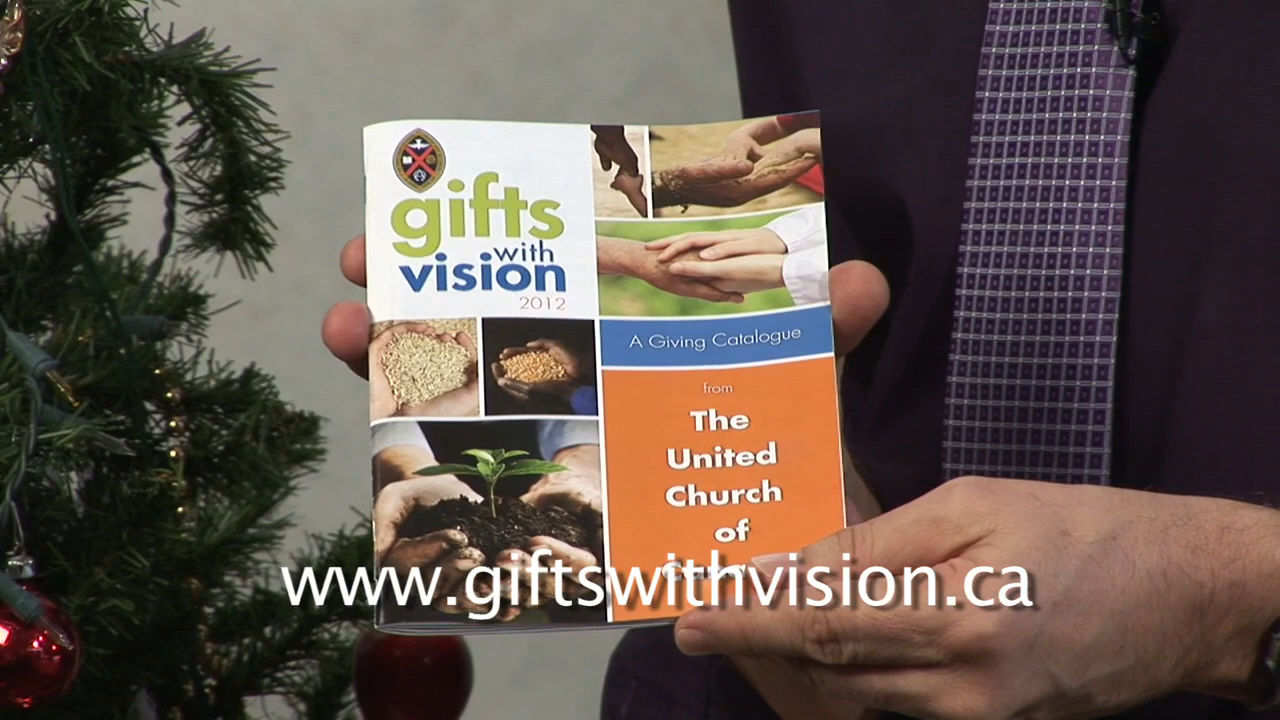 gifts
with
vision
2012
A Giving Catalogue
from
The
United
Church
of
www.giftswithvision.ca